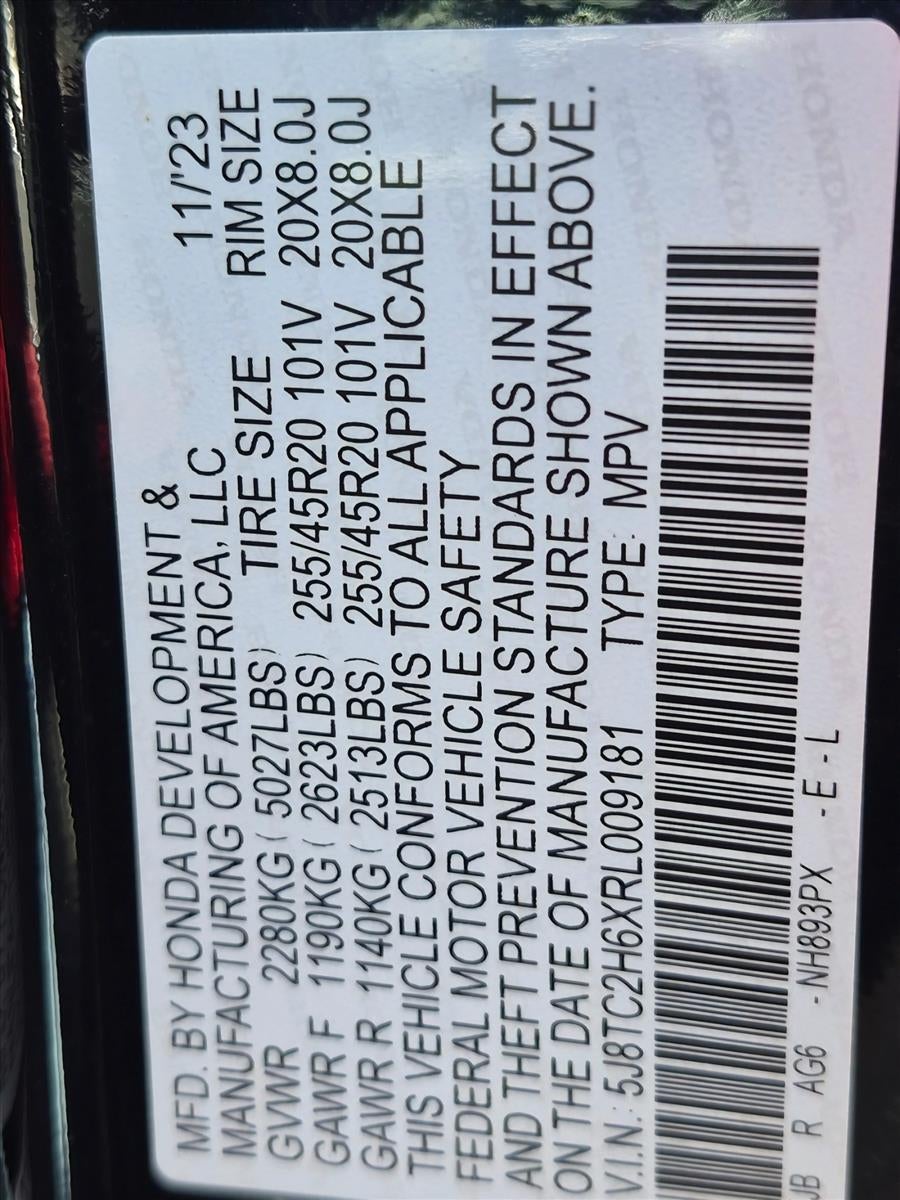 MFD. BY HONDA DEVELOPMENT &
MANUFACTURING OF AMERICA, LLC 11/'23
GVWR 2280KG ( 5027LBS) TIRE SIZE RIM SIZE
GAWR F 1190KG ( 2623LBS) 255/45R20 101V 20X8.0J
GAWR R 1140KG ( 2513LBS) 255/45R20 101V 20X8.0J
THIS VEHICLE CONFORMS TO ALL APPLICABLE
FEDERAL MOTOR VEHICLE SAFETY
AND THEFT PREVENTION STANDARDS IN EFFECT
ON THE DATE OF MANUFACTURE SHOWN ABOVE.
V.I.N.: 5J8TC2H6XRL009181 TYPE: MPV
R AG6 -NH893PX -E-L
HONDA